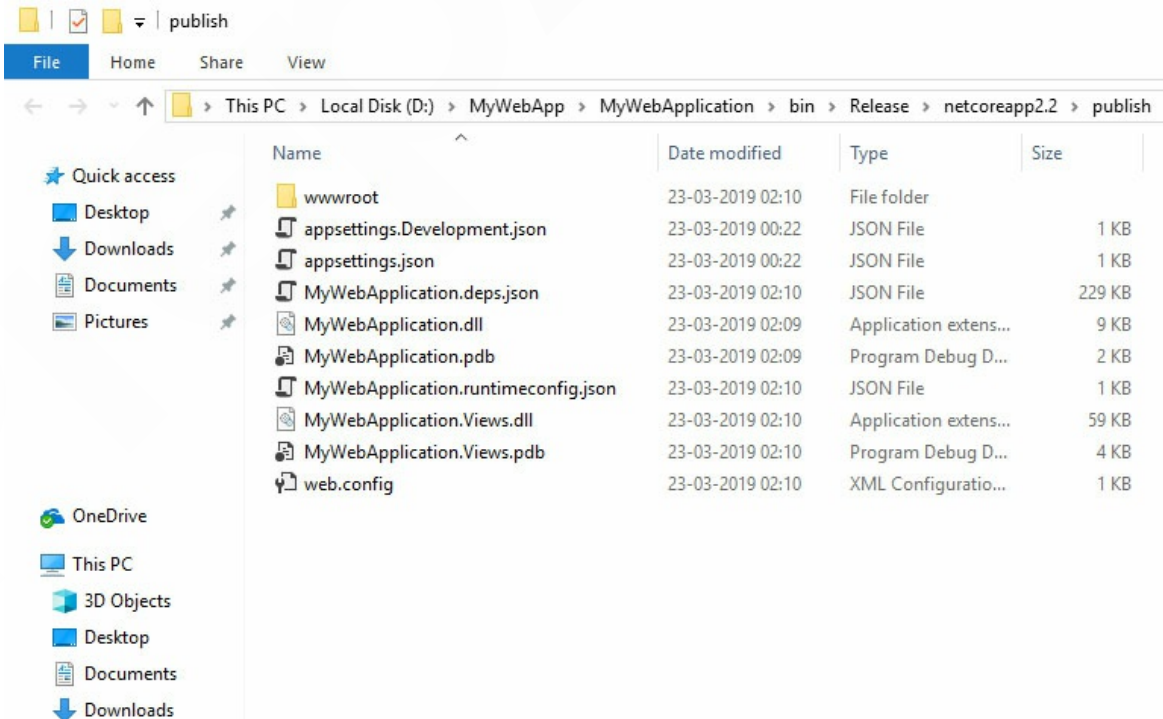 publish
File Home Share View
This PC > Local Disk (D:) > MyWebApp > MyWebApplication > bin > Release > netcoreapp2.2 > publish
Name Date modified Type Size
Quick access
Desktop
Downloads
Documents
Pictures
OneDrive
This PC
3D Objects
Desktop
Documents
Downloads
wwwroot 23-03-2019 02:10 File folder
appsettings.Development.json 23-03-2019 00:22 JSON File 1 KB
appsettings.json 23-03-2019 00:22 JSON File 1 KB
MyWebApplication.deps.json 23-03-2019 02:10 JSON File 229 KB
MyWebApplication.dll 23-03-2019 02:09 Application extens... 9 KB
MyWebApplication.pdb 23-03-2019 02:09 Program Debug D... 2 KB
MyWebApplication.runtimeconfig.json 23-03-2019 02:10 JSON File 1 KB
MyWebApplication.Views.dll 23-03-2019 02:10 Application extens... 59 KB
MyWebApplication.Views.pdb 23-03-2019 02:10 Program Debug D... 4 KB
web.config 23-03-2019 02:10 XML Configuratio... 1 KB